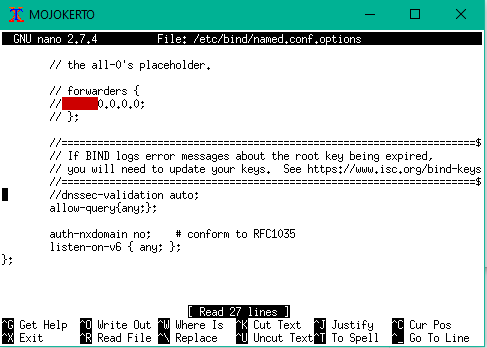 MOJOKERTO
GNU nano 2.7.4 File: /etc/bind/named.conf.options
// the all-0's placeholder.
// forwarders {
// 0.0.0.0;
// };
//=====================================================================$
// If BIND logs error messages about the root key being expired,
// you will need to update your keys. See https://www.isc.org/bind-keys
//=====================================================================$
//dnssec-validation auto;
allow-query{any;};
auth-nxdomain no; # conform to RFC1035
listen-on-v6 { any; };
};
[ Read 27 lines ]
^G Get Help ^O Write Out ^W Where Is ^K Cut Text ^J Justify ^C Cur Pos
^X Exit ^R Read File ^\ Replace ^U Uncut Text ^T To Spell ^_ Go To Line